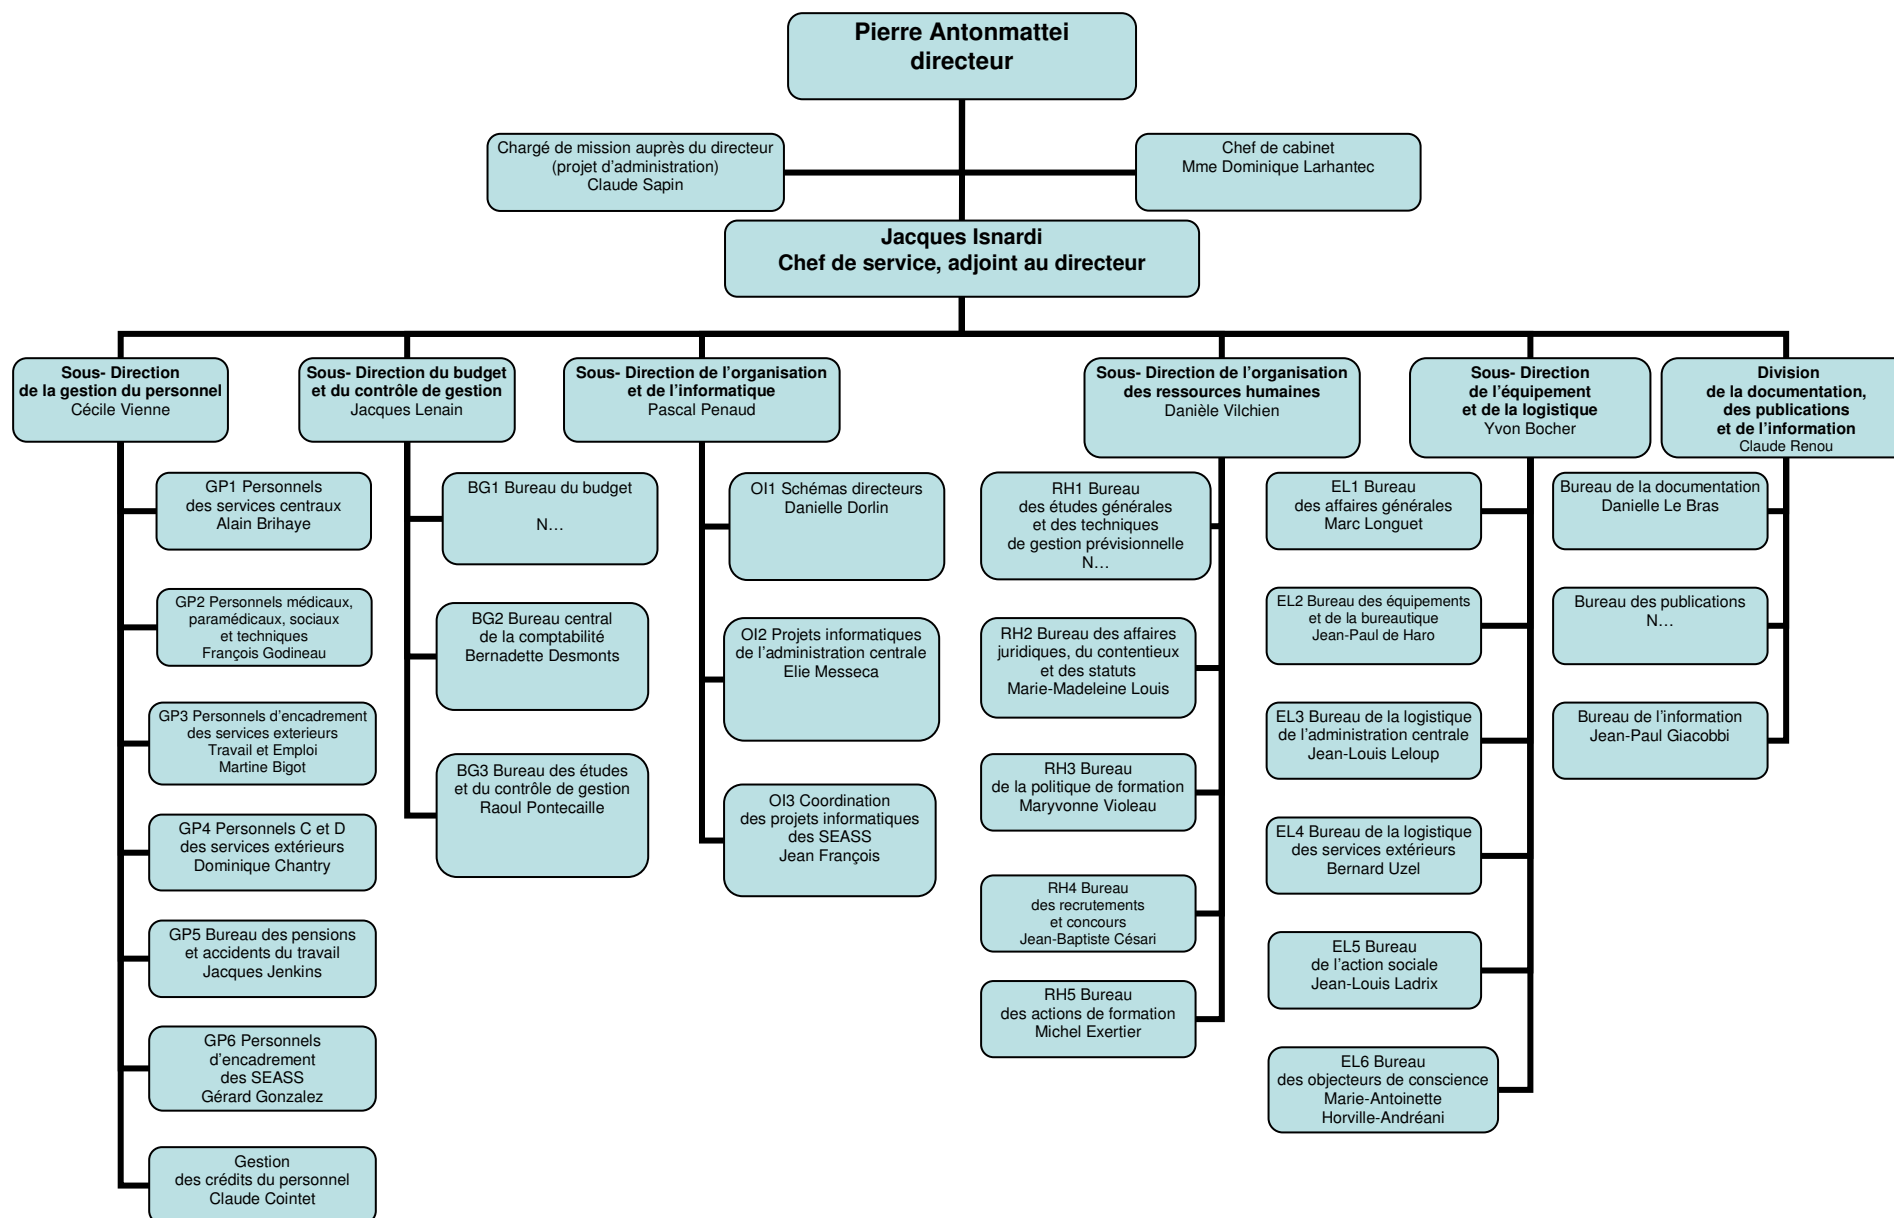 Pierre Antonmattei
directeur
Chargé de mission auprès du directeur
(projet d’administration)
Claude Sapin
Chef de cabinet
Mme Dominique Larhantec
Jacques Isnardi
Chef de service, adjoint au directeur
Sous- Direction
de la gestion du personnel
Cécile Vienne
Sous- Direction du budget
et du contrôle de gestion
Jacques Lenain
Sous- Direction de l’organisation
et de l’informatique
Pascal Penaud
Sous- Direction de l’organisation
des ressources humaines
Danièle Vilchien
Sous- Direction
de l’équipement
et de la logistique
Yvon Bocher
Division
de la documentation,
des publications
et de l’information
Claude Renou
GP1 Personnels
des services centraux
Alain Brihaye
GP2 Personnels médicaux,
paramédicaux, sociaux
et techniques
François Godineau
GP3 Personnels d’encadrement
des services exterieurs
Travail et Emploi
Martine Bigot
GP4 Personnels C et D
des services extérieurs
Dominique Chantry
GP5 Bureau des pensions
et accidents du travail
Jacques Jenkins
GP6 Personnels
d’encadrement
des SEASS
Gérard Gonzalez
Gestion
des crédits du personnel
Claude Cointet
BG1 Bureau du budget
N…
BG2 Bureau central
de la comptabilité
Bernadette Desmonts
BG3 Bureau des études
et du contrôle de gestion
Raoul Pontecaille
OI1 Schémas directeurs
Danielle Dorlin
OI2 Projets informatiques
de l’administration centrale
Elie Messeca
OI3 Coordination
des projets informatiques
des SEASS
Jean François
RH1 Bureau
des études générales
et des techniques
de gestion prévisionnelle
N…
RH2 Bureau des affaires
juridiques, du contentieux
et des statuts
Marie-Madeleine Louis
RH3 Bureau
de la politique de formation
Maryvonne Violeau
RH4 Bureau
des recrutements
et concours
Jean-Baptiste Césari
RH5 Bureau
des actions de formation
Michel Exertier
EL1 Bureau
des affaires générales
Marc Longuet
EL2 Bureau des équipements
et de la bureautique
Jean-Paul de Haro
EL3 Bureau de la logistique
de l’administration centrale
Jean-Louis Leloup
EL4 Bureau de la logistique
des services extérieurs
Bernard Uzel
EL5 Bureau
de l’action sociale
Jean-Louis Ladrix
EL6 Bureau
des objecteurs de conscience
Marie-Antoinette
Horville-Andréani
Bureau de la documentation
Danielle Le Bras
Bureau des publications
N…
Bureau de l’information
Jean-Paul Giacobbi